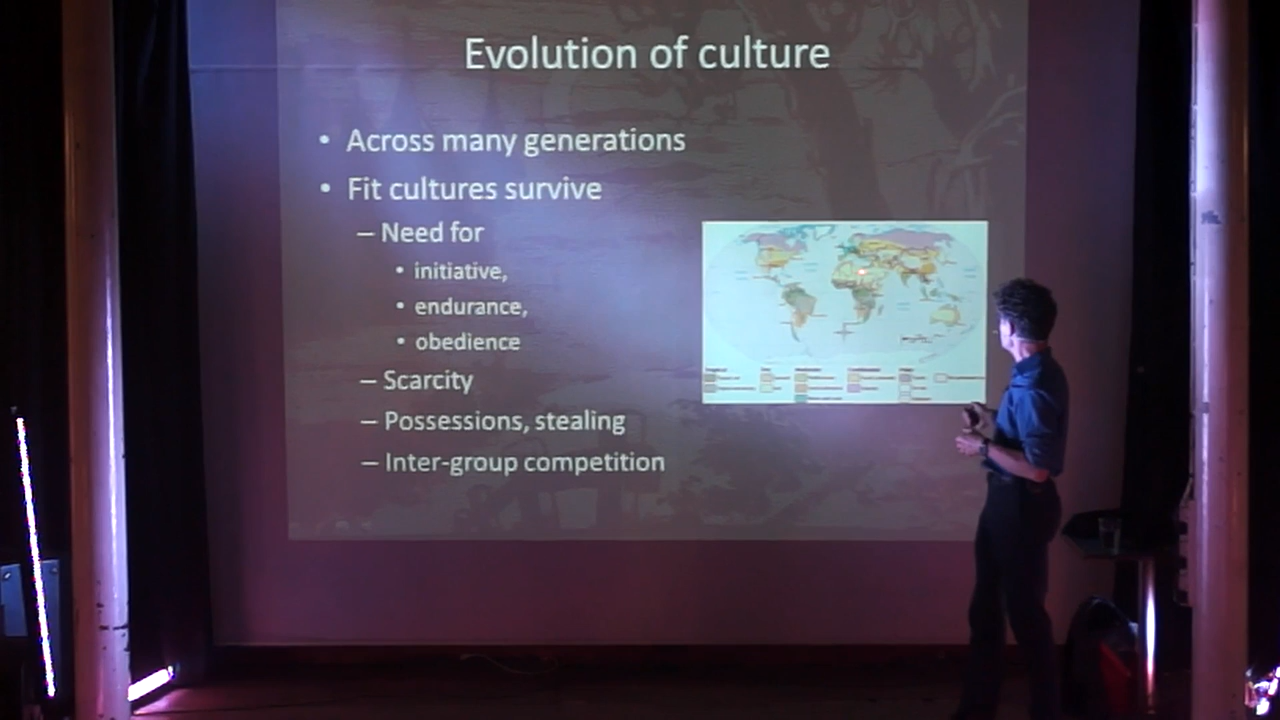 Evolution of culture
• Across many generations
• Fit cultures survive
– Need for
• initiative,
• endurance,
• obedience
– Scarcity
– Possessions, stealing
– Inter-group competition